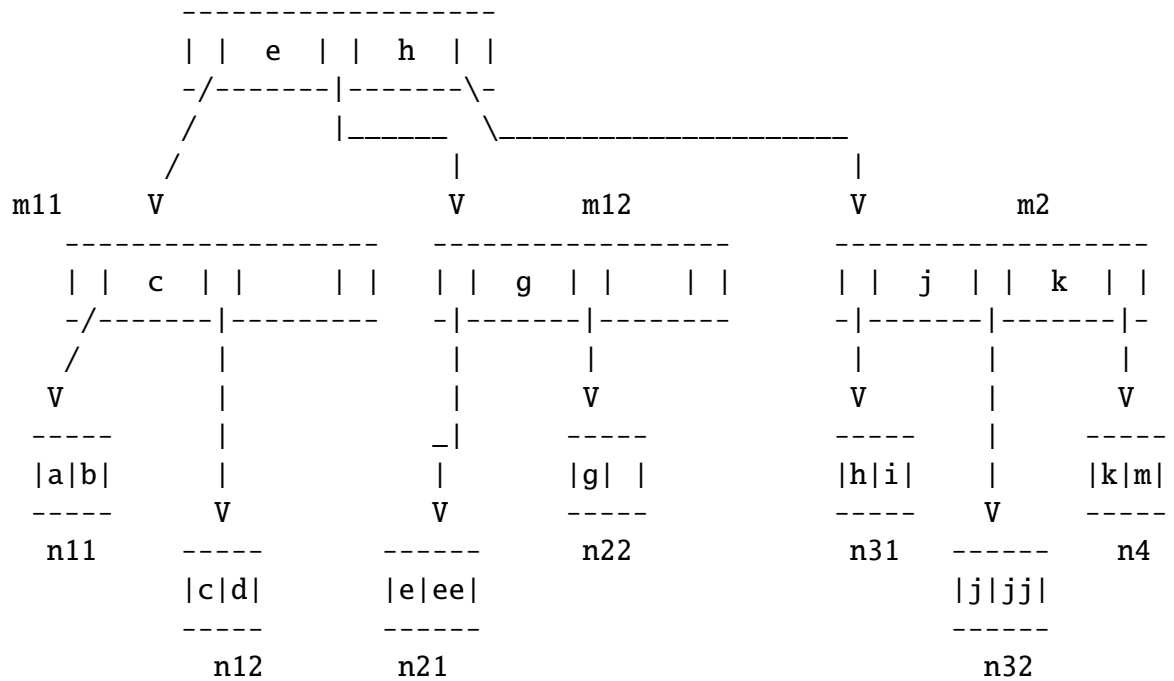 e h
m11 m12 m2
c g j k
a b g h i k m
n11 n22 n31 n4
c d e ee j jj
n12 n21 n32